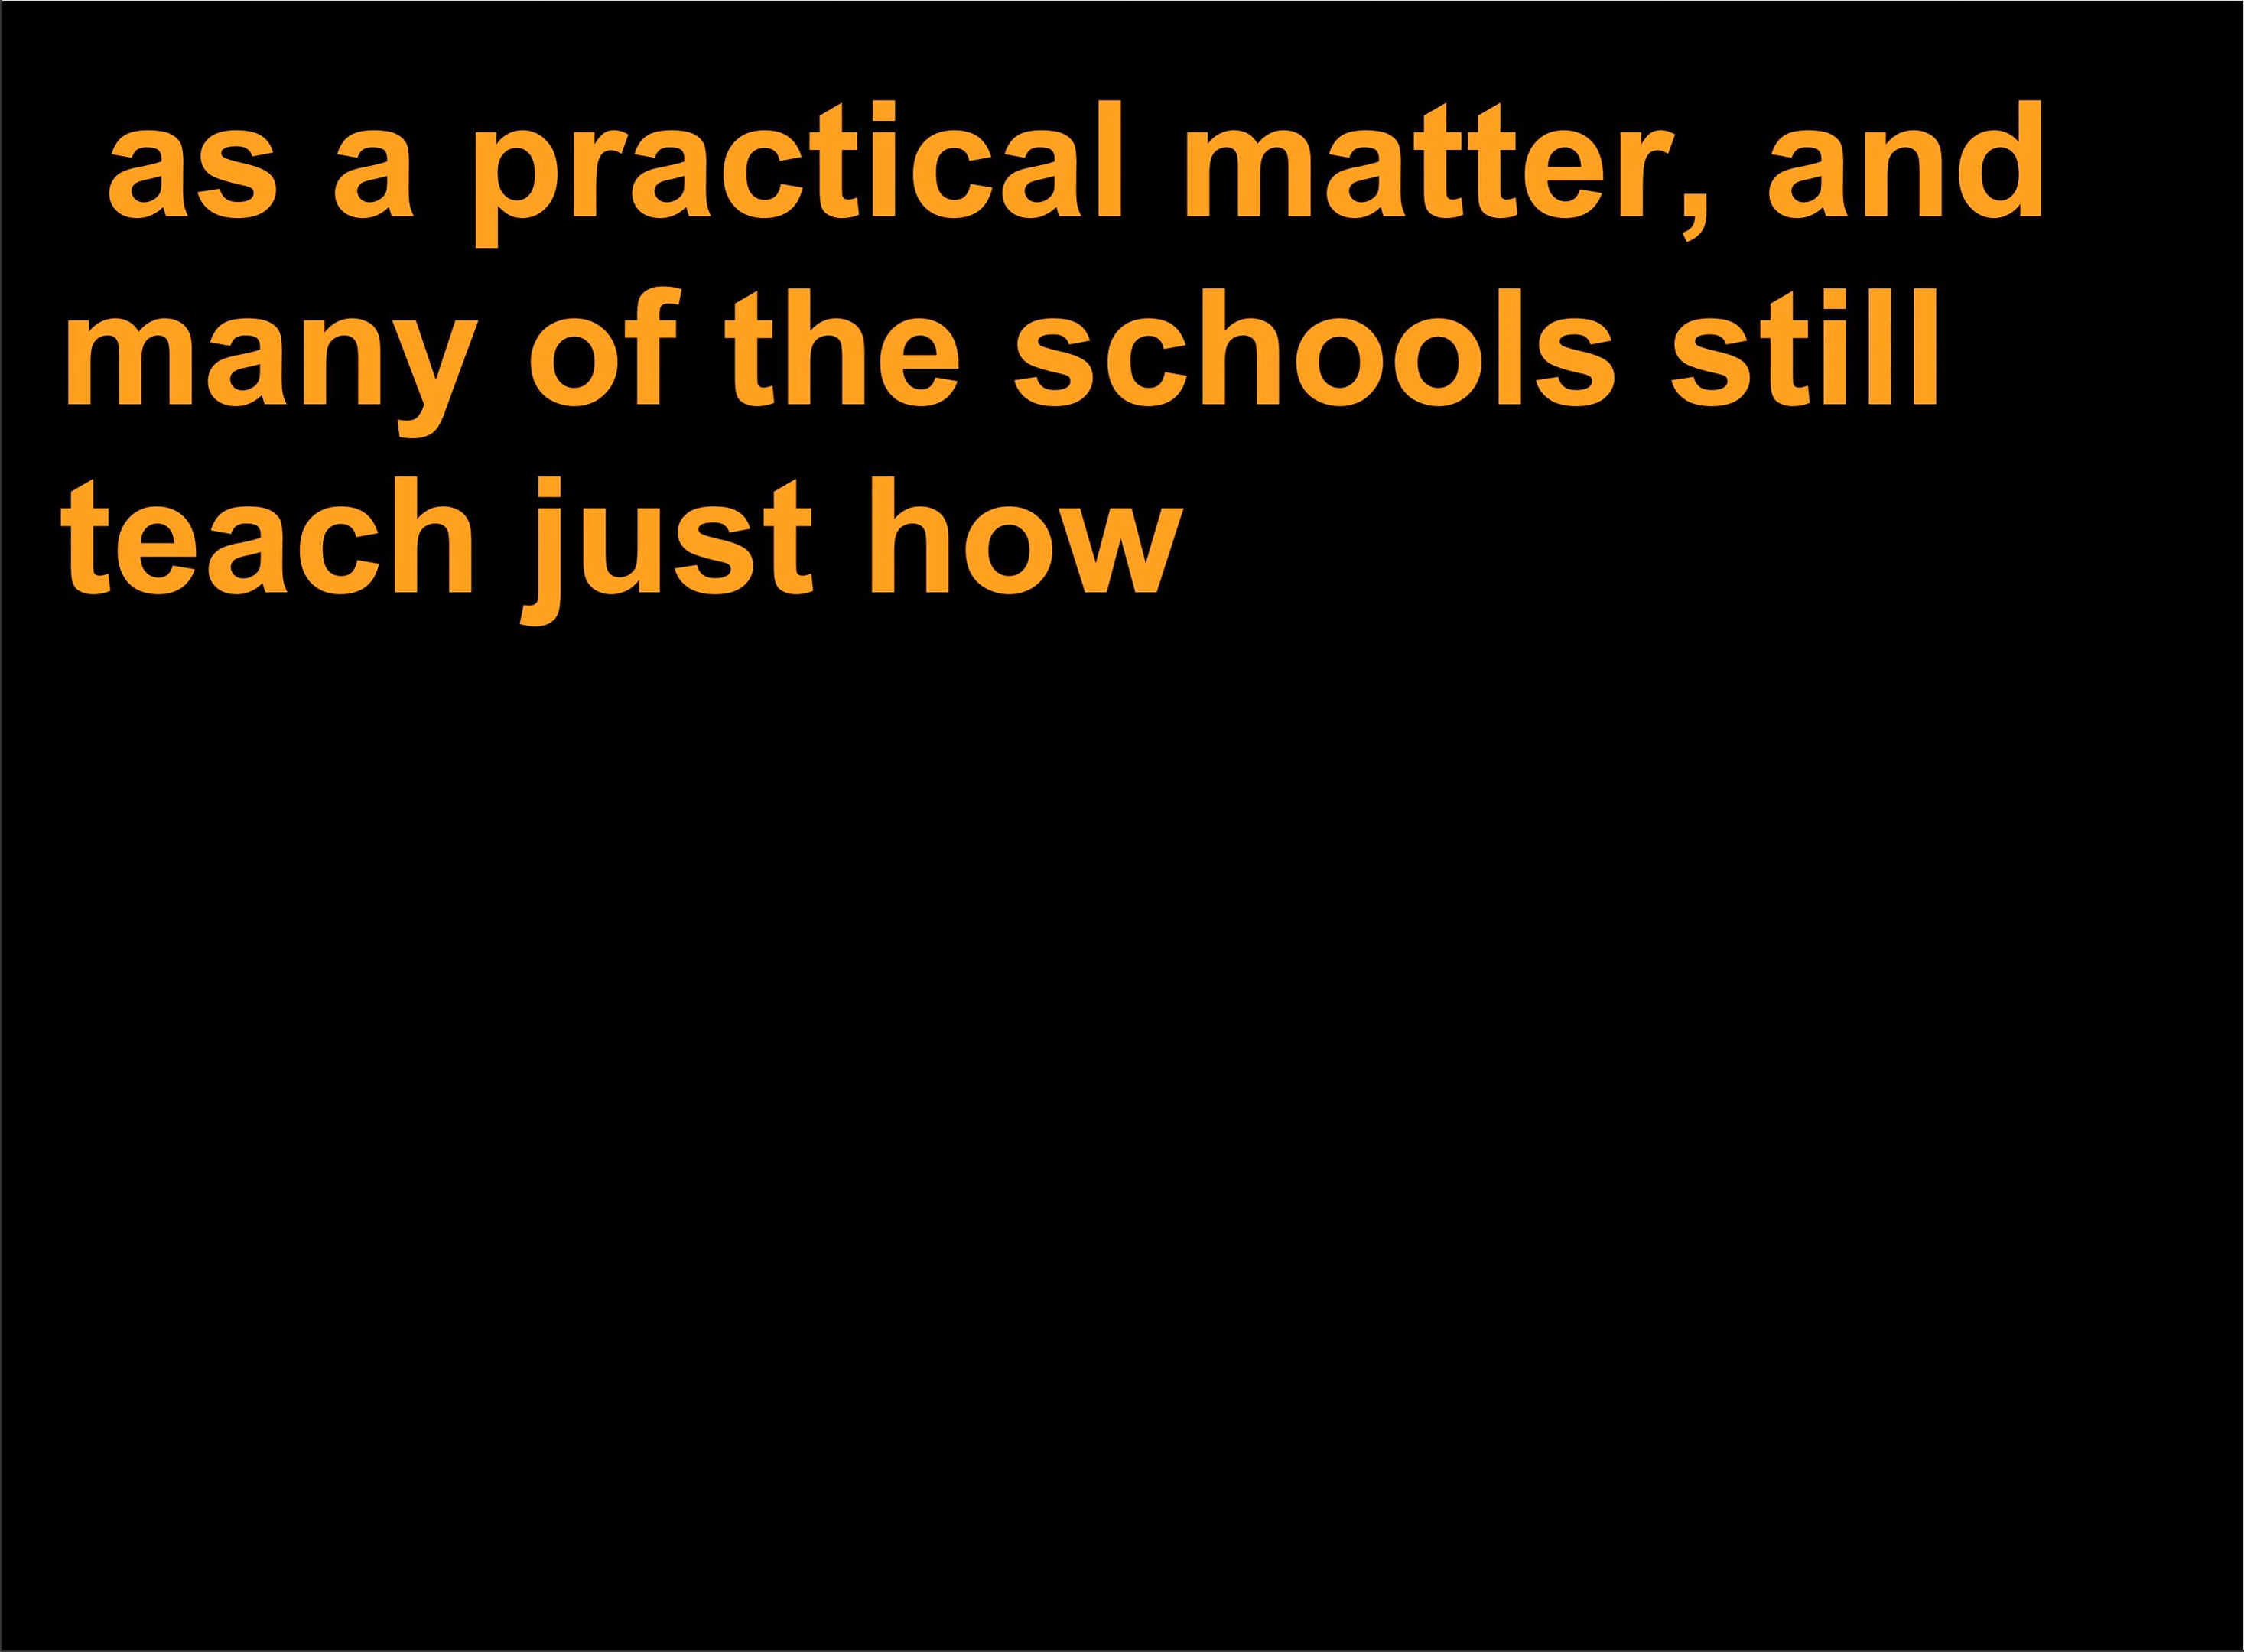 as a practical matter, and
many of the schools still
teach just how